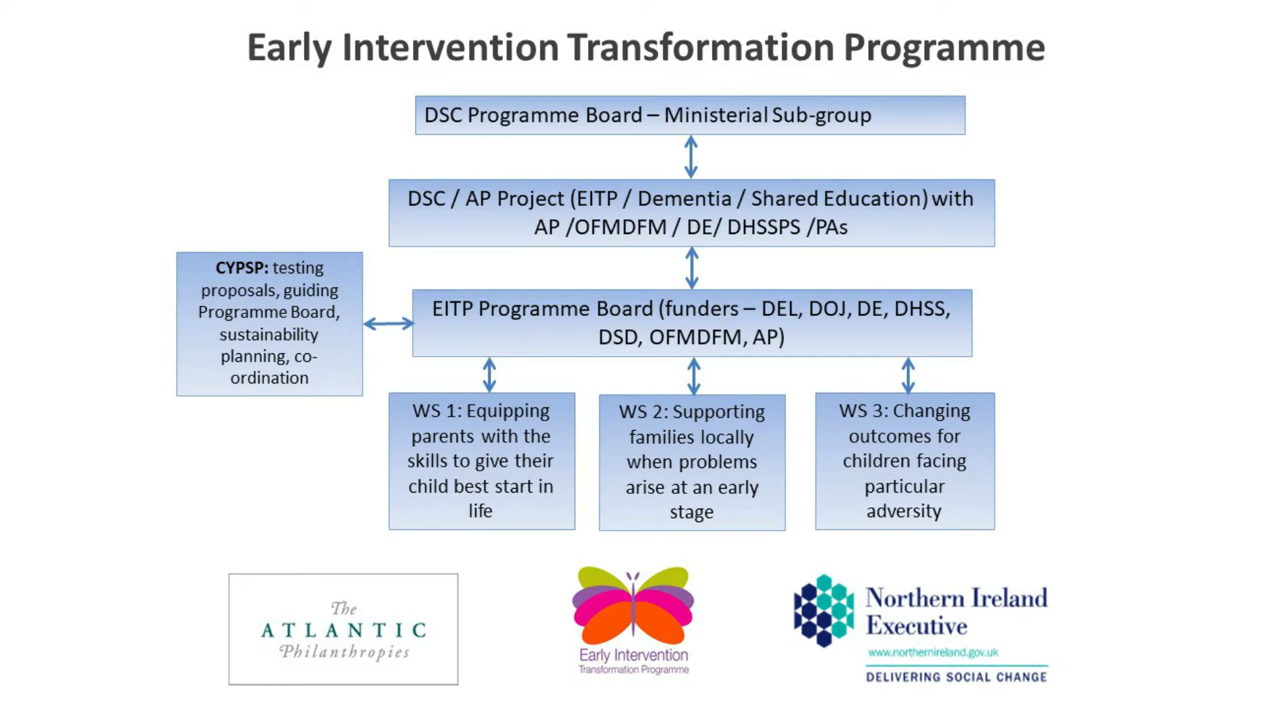 Early Intervention Transformation Programme
DSC Programme Board – Ministerial Sub-group
DSC / AP Project (EITP / Dementia / Shared Education) with
AP /OFMDFM / DE/ DHSSPS /PAs
CYPSP: testing
proposals, guiding
Programme Board,
sustainability
planning, co-
ordination
EITP Programme Board (funders – DEL, DOJ, DE, DHSS,
DSD, OFMDFM, AP)
WS 1: Equipping
parents with the
skills to give their
child best start in
life
WS 2: Supporting
families locally
when problems
arise at an early
stage
WS 3: Changing
outcomes for
children facing
particular
adversity
The
ATLANTIC
Philanthropies
Early Intervention
Transformation Programme
Northern Ireland
Executive
www.northernireland.gov.uk
DELIVERING SOCIAL CHANGE